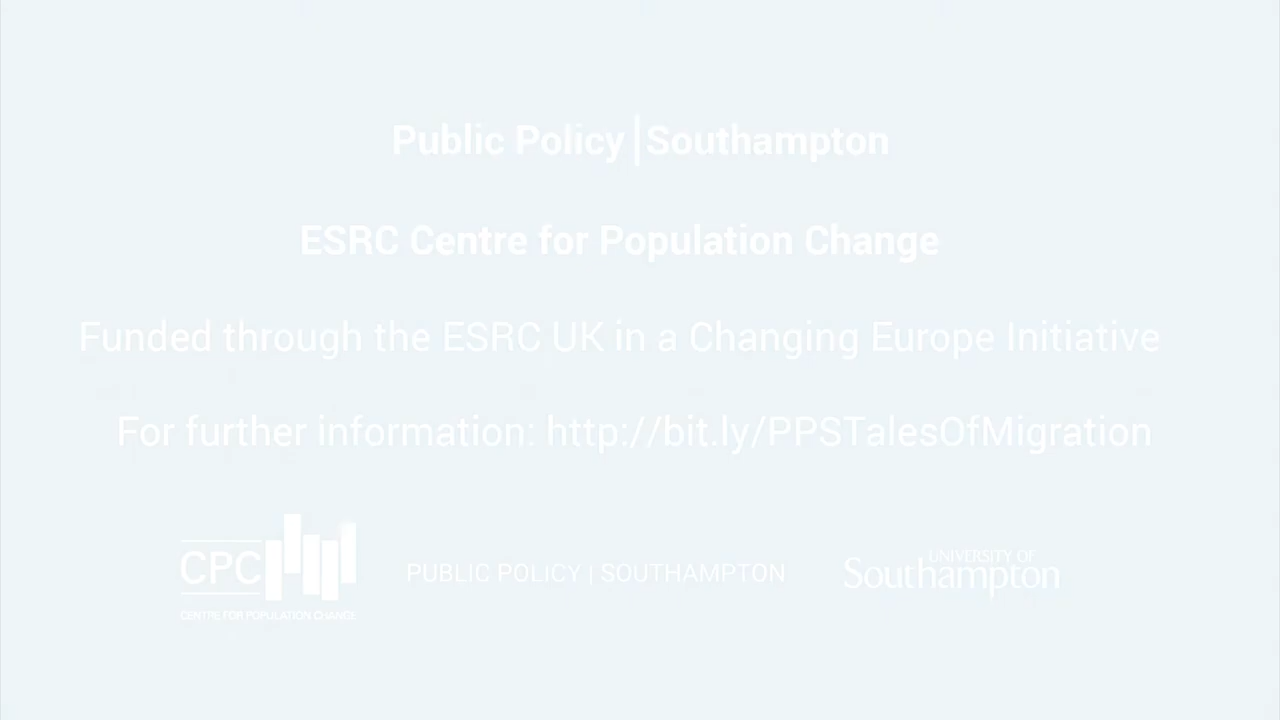 Public Policy | Southampton
ESRC Centre for Population Change
Funded through the ESRC UK in a Changing Europe Initiative
For further information: http://bit.ly/PPSTalesOfMigration
CPC
CENTRE FOR POPULATION CHANGE
PUBLIC POLICY | SOUTHAMPTON
UNIVERSITY OF
Southampton